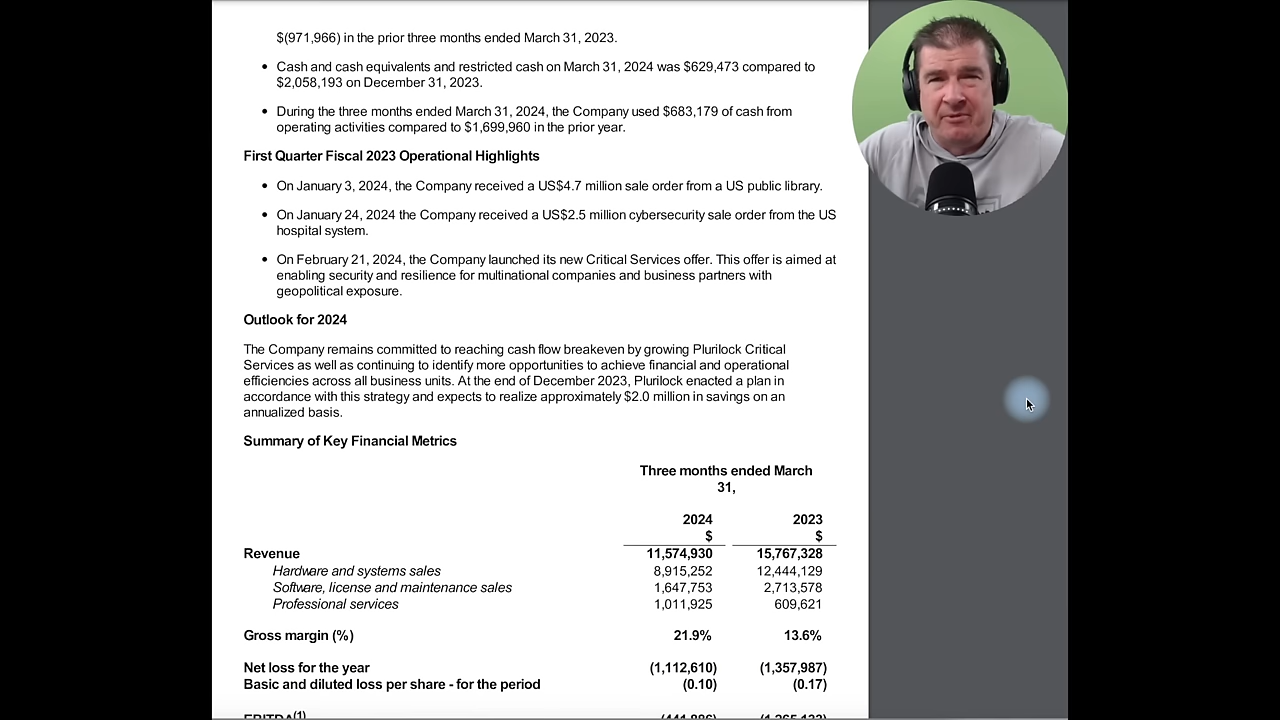 $(971,966) in the prior three months ended March 31, 2023.
• Cash and cash equivalents and restricted cash on March 31, 2024 was $629,473 compared to
$2,058,193 on December 31, 2023.
• During the three months ended March 31, 2024, the Company used $683,179 of cash from
operating activities compared to $1,699,960 in the prior year.
First Quarter Fiscal 2023 Operational Highlights
• On January 3, 2024, the Company received a US$4.7 million sale order from a US public library.
• On January 24, 2024 the Company received a US$2.5 million cybersecurity sale order from the US
hospital system.
• On February 21, 2024, the Company launched its new Critical Services offer. This offer is aimed at
enabling security and resilience for multinational companies and business partners with
geopolitical exposure.
Outlook for 2024
The Company remains committed to reaching cash flow breakeven by growing Plurilock Critical
Services as well as continuing to identify more opportunities to achieve financial and operational
efficiencies across all business units. At the end of December 2023, Plurilock enacted a plan in
accordance with this strategy and expects to realize approximately $2.0 million in savings on an
annualized basis.
Summary of Key Financial Metrics
Three months ended March
31,
2024 2023
$ $
Revenue 11,574,930 15,767,328
Hardware and systems sales 8,915,252 12,444,129
Software, license and maintenance sales 1,647,753 2,713,578
Professional services 1,011,925 609,621
Gross margin (%) 21.9% 13.6%
Net loss for the year (1,112,610) (1,357,987)
Basic and diluted loss per share - for the period (0.10) (0.17)
EBITDA(1)